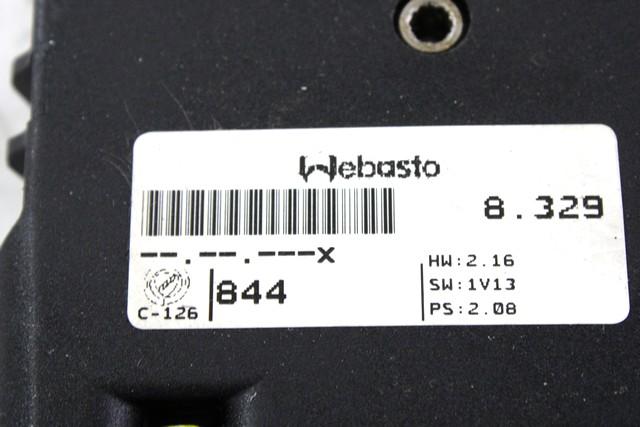 Webasto
8.329
--.--.---X
844
C-126
HW:2.16
SW:1V13
PS:2.08